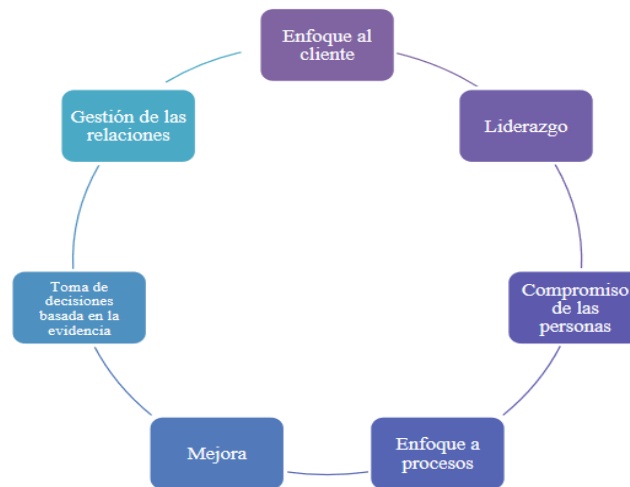 Enfoque al
cliente
Liderazgo
Compromiso
de las
personas
Enfoque a
procesos
Mejora
Toma de
decisiones
basada en la
evidencia
Gestión de las
relaciones